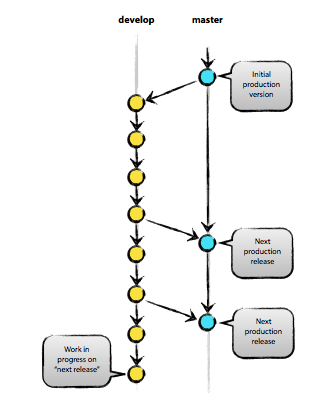 develop
master
Initial
production
version
Next
production
release
Next
production
release
Work in
progress on
"next release"